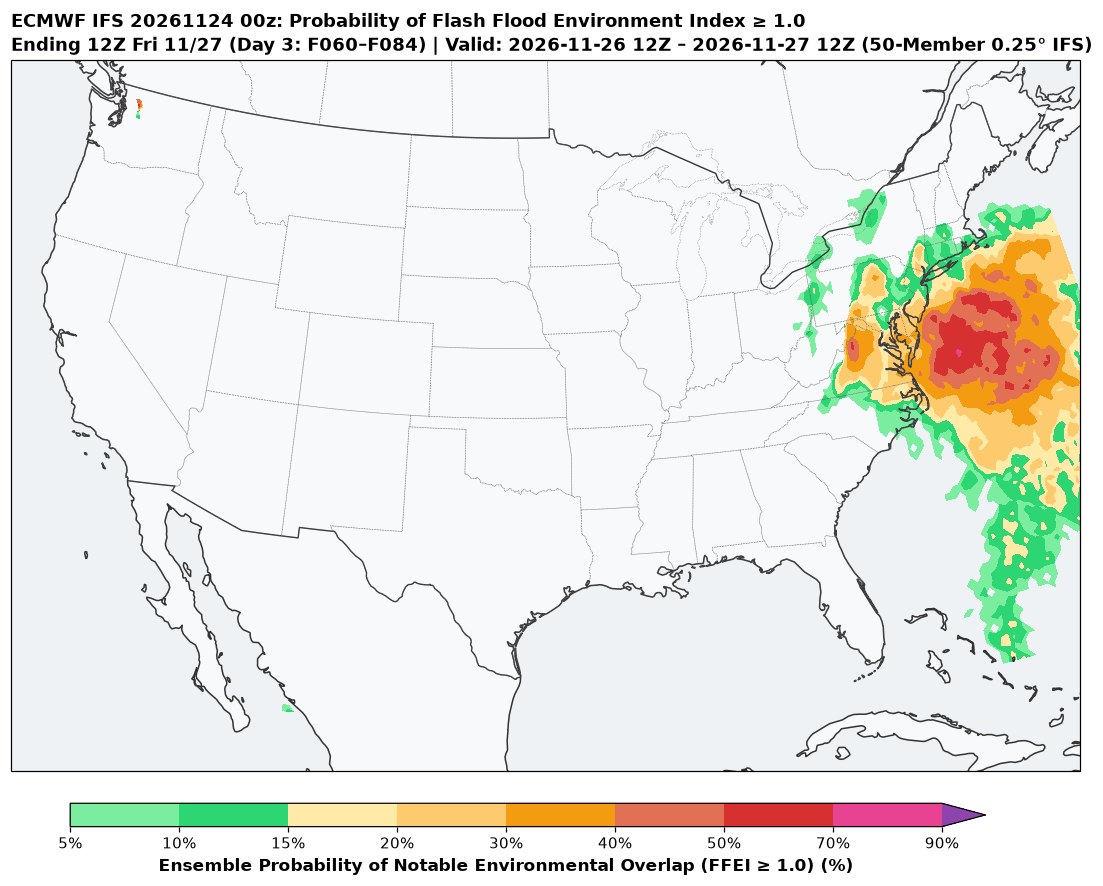 ECMWF IFS 20261124 00z: Probability of Flash Flood Environment Index ≥ 1.0
Ending 12Z Fri 11/27 (Day 3: F060–F084) | Valid: 2026-11-26 12Z – 2026-11-27 12Z (50-Member 0.25° IFS)
5% 10% 15% 20% 30% 40% 50% 70% 90%
Ensemble Probability of Notable Environmental Overlap (FFEI ≥ 1.0) (%)